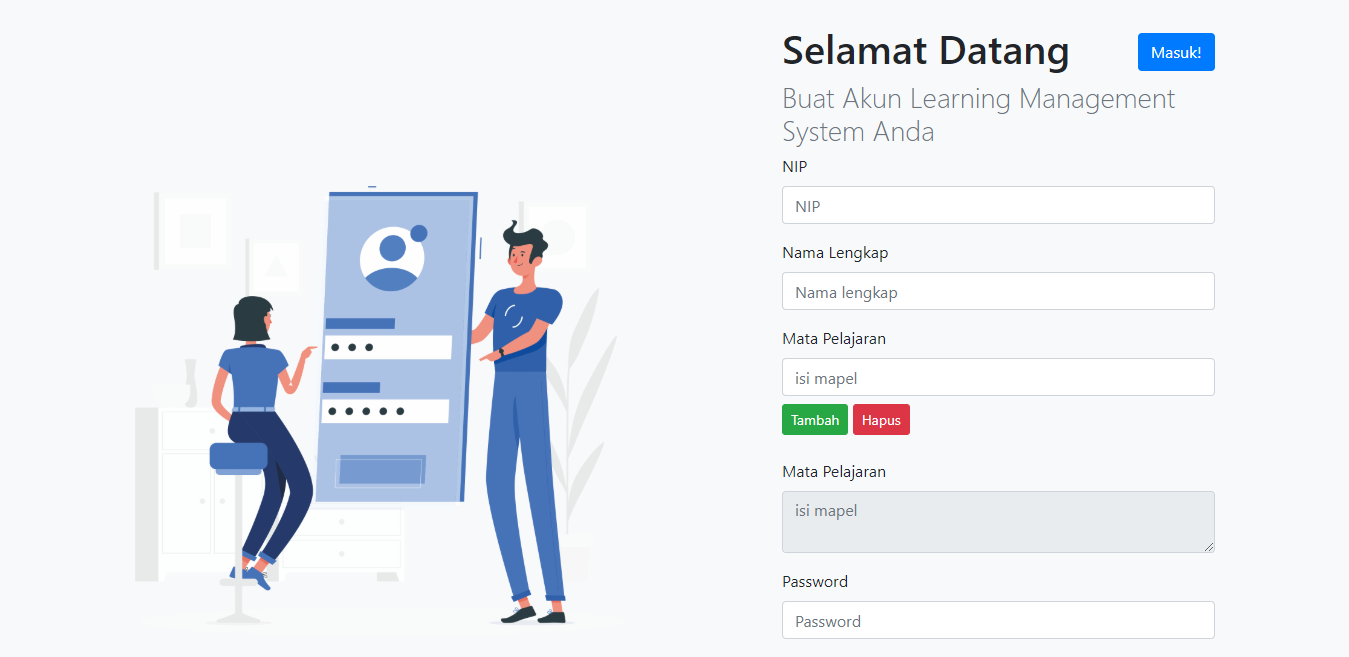 Selamat Datang
Masuk!
Buat Akun Learning Management
System Anda
NIP
NIP
Nama Lengkap
Nama lengkap
Mata Pelajaran
isi mapel
Tambah
Hapus
Mata Pelajaran
isi mapel
Password
Password